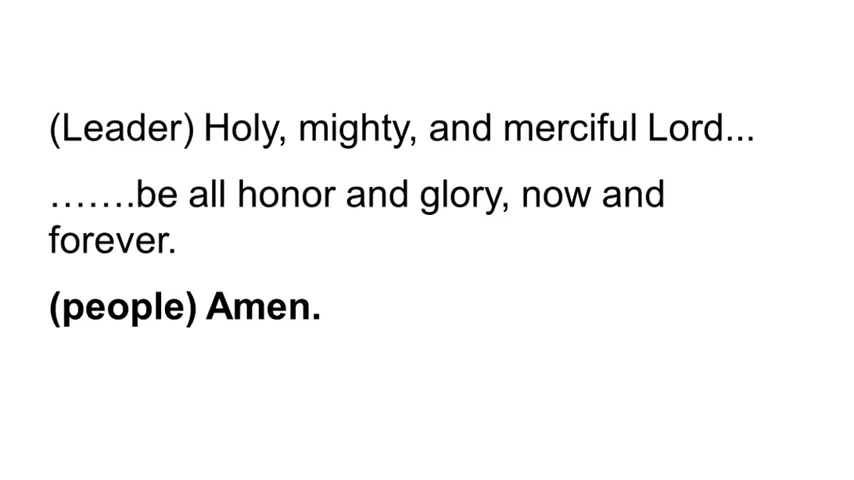 (Leader) Holy, mighty, and merciful Lord...
…….be all honor and glory, now and
forever.
(people) Amen.